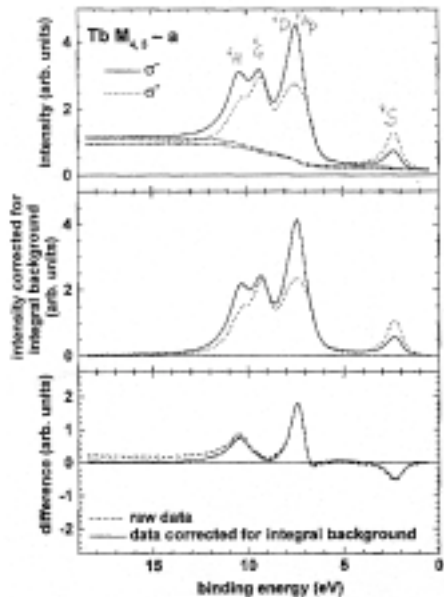 Tb M4,5 – a
σ⁻
σ⁺
Intensity (arb. units)
4
2
0
intensity corrected for
integral background
(arb. units)
4
2
0
difference (arb. units)
2
1
0
-1
-2
raw data
data corrected for integral background
15 10 5 0
binding energy (eV)